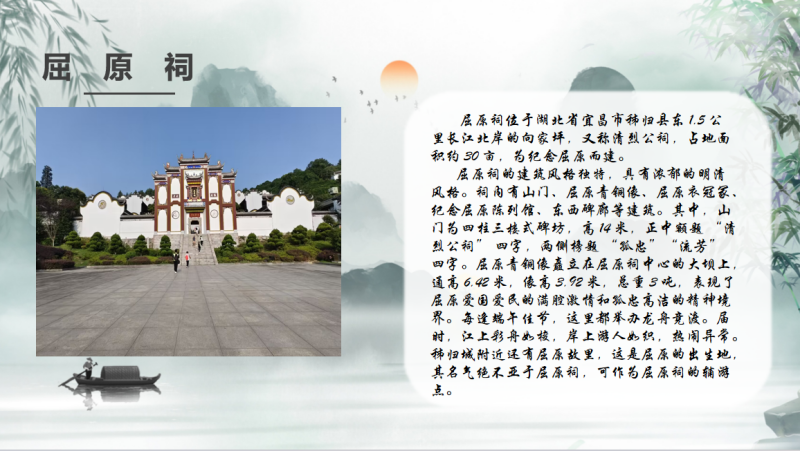 屈原祠
屈原祠位于湖北省宜昌市秭归县东1.5公
里长江北岸的向家坪，又称清烈公祠，占地面
积约30亩，为纪念屈原而建。
屈原祠的建筑风格独特，具有浓郁的明清
风格。祠内有山门、屈原青铜像、屈原衣冠冢、
纪念屈原陈列馆、东西碑廊等建筑。其中，山
门为四柱三楼式牌坊，高14米，正中额题“清
烈公祠”四字，两侧榜题“孤忠”“流芳”
四字。屈原青铜像矗立在屈原祠中心的大坝上，
通高6.42米，像高3.92米，总重3吨，表现了
屈原爱国爱民的满腔激情和孤忠高洁的精神境
界。每逢端午佳节，这里都举办龙舟竞渡。届
时，江上彩舟如梭，岸上游人如织，热闹异常。
秭归城附近还有屈原故里，这是屈原的出生地，
其名气绝不亚于屈原祠，可作为屈原祠的辅游
点。